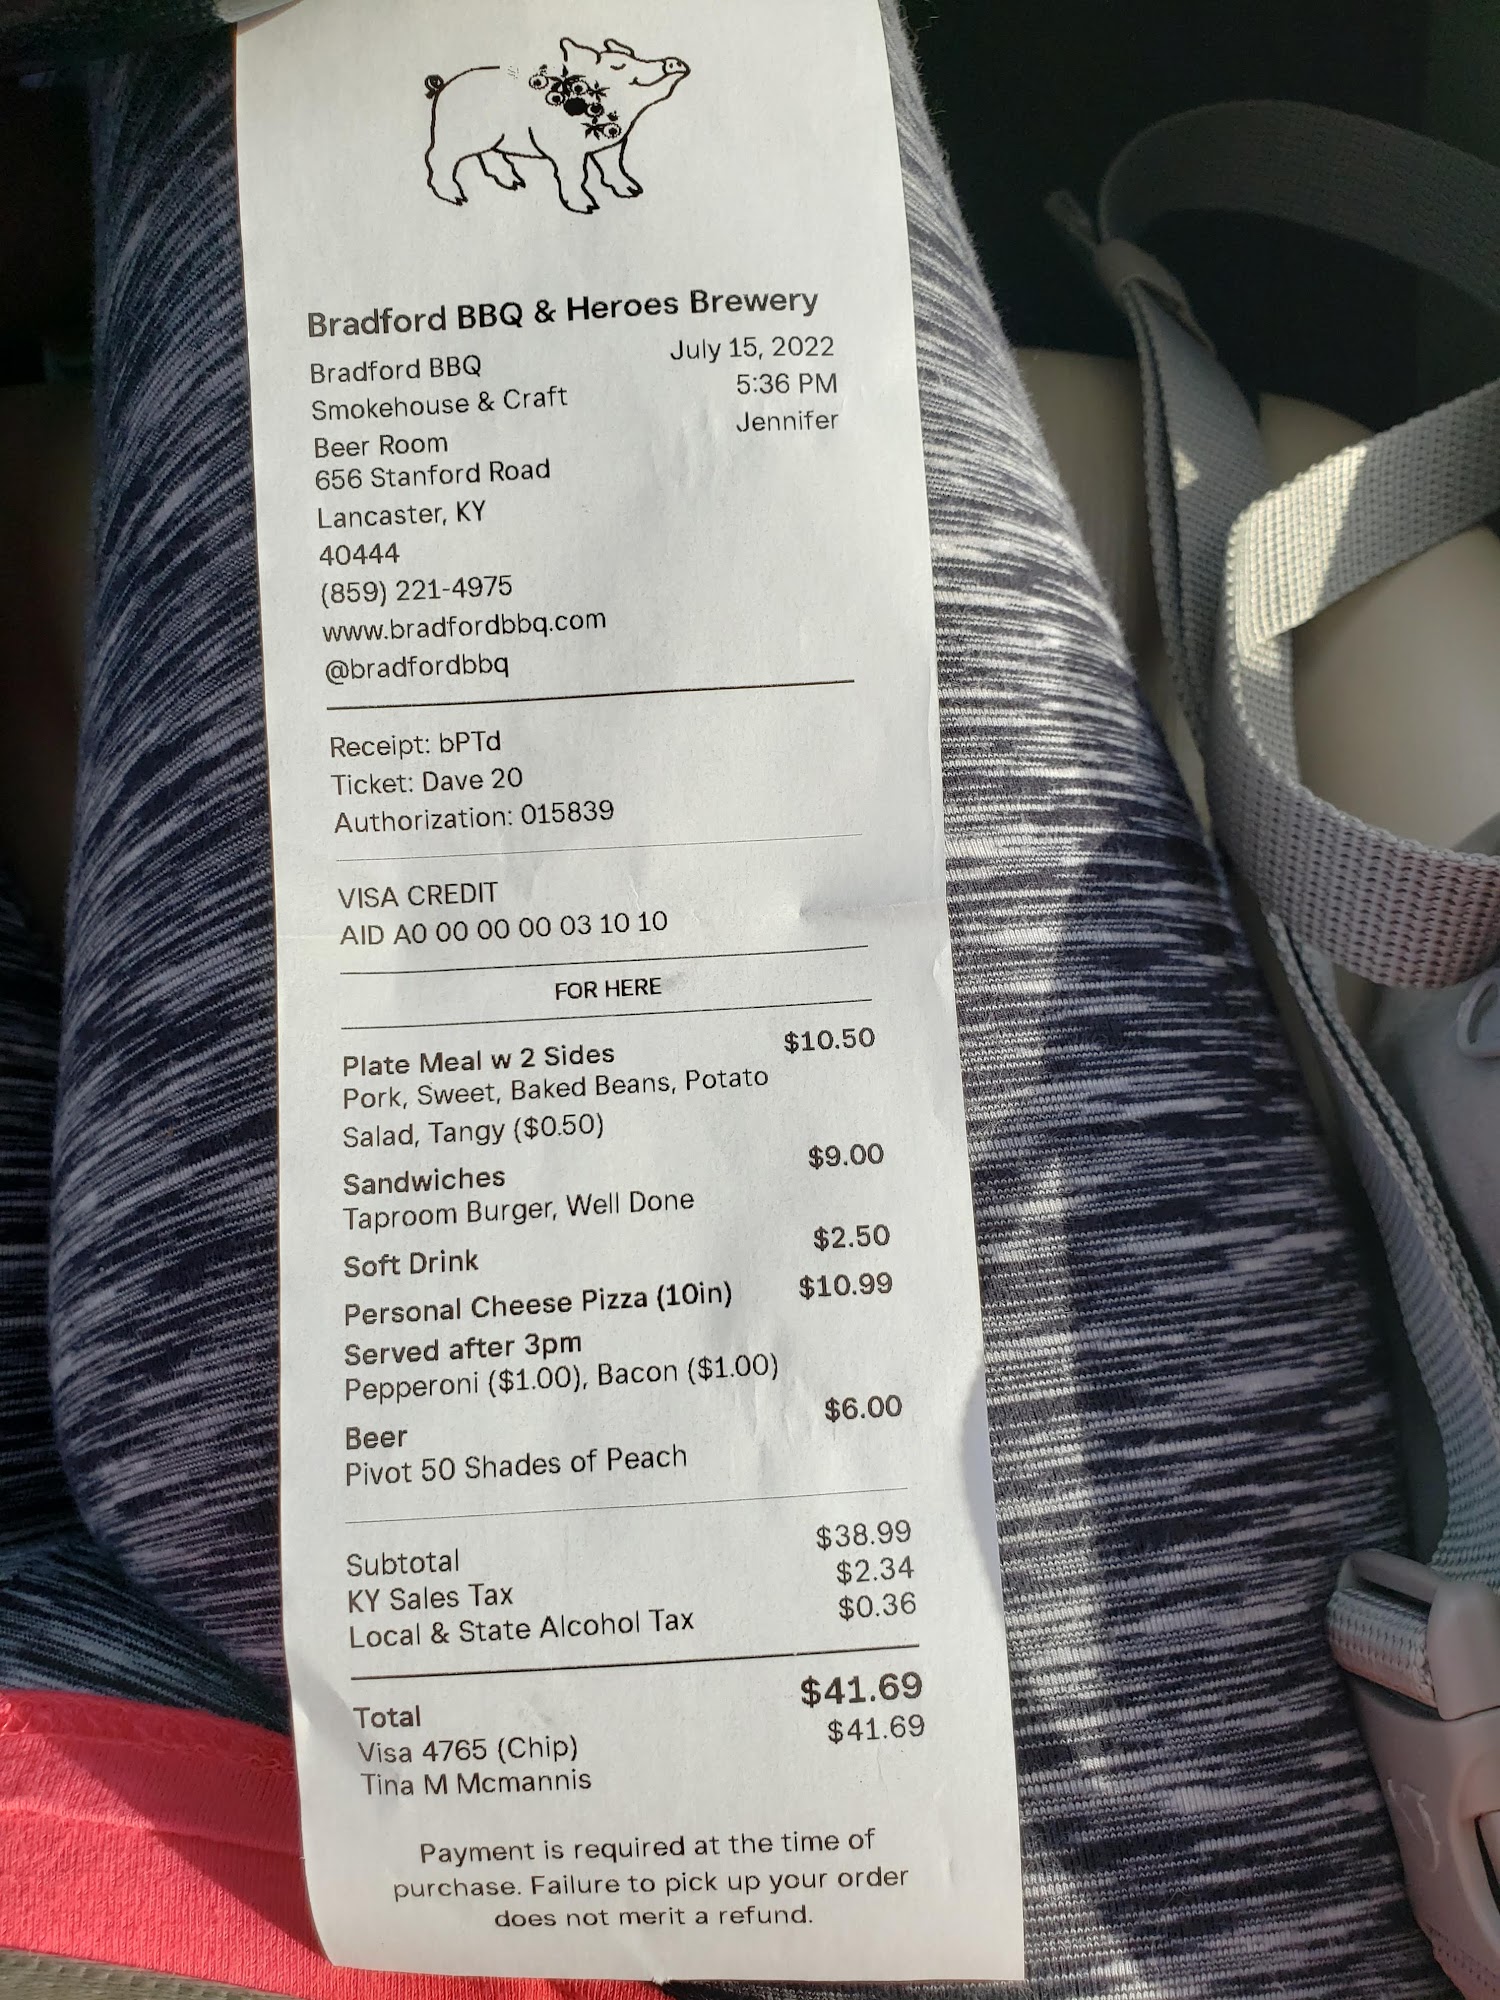 Bradford BBQ & Heroes Brewery
Bradford BBQ July 15, 2022
Smokehouse & Craft 5:36 PM
Beer Room Jennifer
656 Stanford Road
Lancaster, KY
40444
(859) 221-4975
www.bradfordbbq.com
@bradfordbbq
Receipt: bPTd
Ticket: Dave 20
Authorization: 015839
VISA CREDIT
AID A0 00 00 00 03 10 10
FOR HERE
Plate Meal w 2 Sides $10.50
Pork, Sweet, Baked Beans, Potato
Salad, Tangy ($0.50)
Sandwiches $9.00
Taproom Burger, Well Done
Soft Drink $2.50
Personal Cheese Pizza (10in) $10.99
Served after 3pm
Pepperoni ($1.00), Bacon ($1.00)
Beer $6.00
Pivot 50 Shades of Peach
Subtotal $38.99
KY Sales Tax $2.34
Local & State Alcohol Tax $0.36
Total $41.69
Visa 4765 (Chip) $41.69
Tina M Mcmannis
Payment is required at the time of
purchase. Failure to pick up your order
does not merit a refund.